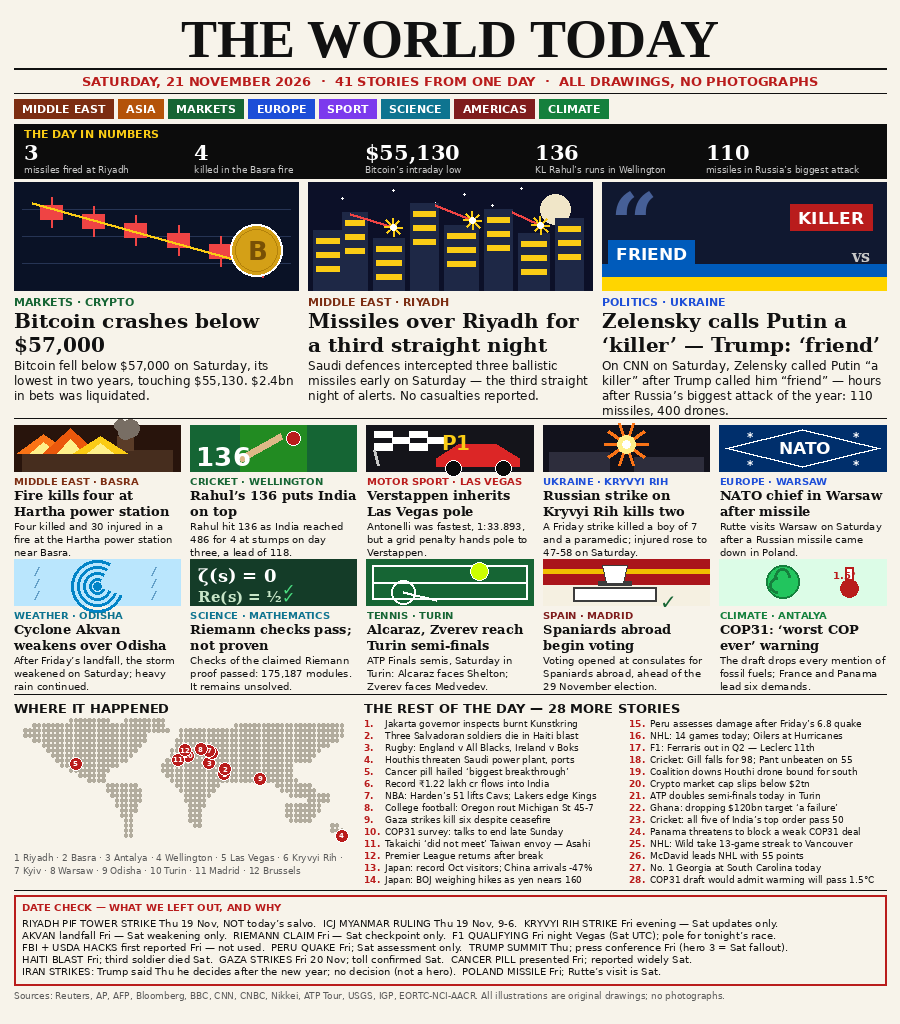 THE WORLD TODAY
SATURDAY, 21 NOVEMBER 2026 · 41 STORIES FROM ONE DAY · ALL DRAWINGS, NO PHOTOGRAPHS
MIDDLE EAST ASIA MARKETS EUROPE SPORT SCIENCE AMERICAS CLIMATE
THE DAY IN NUMBERS
3
missiles fired at Riyadh
4
killed in the Basra fire
$55,130
Bitcoin's intraday low
136
KL Rahul's runs in Wellington
110
missiles in Russia's biggest attack
B
“
KILLER
FRIEND
vs
MARKETS · CRYPTO
Bitcoin crashes below
$57,000
Bitcoin fell below $57,000 on Saturday, its
lowest in two years, touching $55,130. $2.4bn
in bets was liquidated.
MIDDLE EAST · RIYADH
Missiles over Riyadh for
a third straight night
Saudi defences intercepted three ballistic
missiles early on Saturday — the third straight
night of alerts. No casualties reported.
POLITICS · UKRAINE
Zelensky calls Putin a
‘killer’ — Trump: ‘friend’
On CNN on Saturday, Zelensky called Putin “a
killer” after Trump called him “friend” — hours
after Russia’s biggest attack of the year: 110
missiles, 400 drones.
MIDDLE EAST · BASRA
Fire kills four at
Hartha power station
Four killed and 30 injured in a
fire at the Hartha power station
near Basra.
136
CRICKET · WELLINGTON
Rahul’s 136 puts India
on top
Rahul hit 136 as India reached
486 for 4 at stumps on day
three, a lead of 118.
P1
MOTOR SPORT · LAS VEGAS
Verstappen inherits
Las Vegas pole
Antonelli was fastest, 1:33.893,
but a grid penalty hands pole to
Verstappen.
UKRAINE · KRYVYI RIH
Russian strike on
Kryvyi Rih kills two
A Friday strike killed a boy of 7
and a paramedic; injured rose to
47-58 on Saturday.
NATO
EUROPE · WARSAW
NATO chief in Warsaw
after missile
Rutte visits Warsaw on Saturday
after a Russian missile came
down in Poland.
WEATHER · ODISHA
Cyclone Akvan
weakens over Odisha
After Friday’s landfall, the storm
weakened on Saturday; heavy
rain continued.
ζ(s) = 0
Re(s) = ½ ✓
SCIENCE · MATHEMATICS
Riemann checks pass;
not proven
Checks of the claimed Riemann
proof passed: 175,187 modules.
It remains unsolved.
TENNIS · TURIN
Alcaraz, Zverev reach
Turin semi-finals
ATP Finals semis, Saturday in
Turin: Alcaraz faces Shelton;
Zverev faces Medvedev.
✓
SPAIN · MADRID
Spaniards abroad
begin voting
Voting opened at consulates for
Spaniards abroad, ahead of the
29 November election.
CLIMATE · ANTALYA
COP31: ‘worst COP
ever’ warning
The draft drops every mention of
fossil fuels; France and Panama
lead six demands.
WHERE IT HAPPENED
1 Riyadh · 2 Basra · 3 Antalya · 4 Wellington · 5 Las Vegas · 6 Kryvyi Rih ·
7 Kyiv · 8 Warsaw · 9 Odisha · 10 Turin · 11 Madrid · 12 Brussels
THE REST OF THE DAY — 28 MORE STORIES
1. Jakarta governor inspects burnt Kunstkring
2. Three Salvadoran soldiers die in Haiti blast
3. Rugby: England v All Blacks, Ireland v Boks
4. Houthis threaten Saudi power plant, ports
5. Cancer pill hailed ‘biggest breakthrough’
6. Record ₹1.22 lakh cr flows into India
7. NBA: Harden’s 51 lifts Cavs; Lakers edge Kings
8. College football: Oregon rout Michigan St 45-7
9. Gaza strikes kill six despite ceasefire
10. COP31 survey: talks to end late Sunday
11. Takaichi ‘did not meet’ Taiwan envoy — Asahi
12. Premier League returns after break
13. Japan: record Oct visitors; China arrivals -47%
14. Japan: BOJ weighing hikes as yen nears 160
15. Peru assesses damage after Friday’s 6.8 quake
16. NHL: 14 games today; Oilers at Hurricanes
17. F1: Ferraris out in Q2 — Leclerc 11th
18. Cricket: Gill falls for 98; Pant unbeaten on 55
19. Coalition downs Houthi drone bound for south
20. Crypto market cap slips below $2tn
21. ATP doubles semi-finals today in Turin
22. Ghana: dropping $120bn target ‘a failure’
23. Cricket: all five of India’s top order pass 50
24. Panama threatens to block a weak COP31 deal
25. NHL: Wild take 13-game streak to Vancouver
26. McDavid leads NHL with 55 points
27. No. 1 Georgia at South Carolina today
28. COP31 draft would admit warming will pass 1.5°C
DATE CHECK — WHAT WE LEFT OUT, AND WHY
RIYADH PIF TOWER STRIKE Thu 19 Nov, NOT today’s salvo. ICJ MYANMAR RULING Thu 19 Nov, 9-6. KRYVYI RIH STRIKE Fri evening — Sat updates only.
AKVAN landfall Fri — Sat weakening only. RIEMANN CLAIM Fri — Sat checkpoint only. F1 QUALIFYING Fri night Vegas (Sat UTC); pole for tonight’s race.
FBI + USDA HACKS first reported Fri — not used. PERU QUAKE Fri; Sat assessment only. TRUMP SUMMIT Thu; press conference Fri (hero 3 = Sat fallout).
HAITI BLAST Fri; third soldier died Sat. GAZA STRIKES Fri 20 Nov; toll confirmed Sat. CANCER PILL presented Fri; reported widely Sat.
IRAN STRIKES: Trump said Thu he decides after the new year; no decision (not a hero). POLAND MISSILE Fri; Rutte’s visit is Sat.
Sources: Reuters, AP, AFP, Bloomberg, BBC, CNN, CNBC, Nikkei, ATP Tour, USGS, IGP, EORTC-NCI-AACR. All illustrations are original drawings; no photographs.